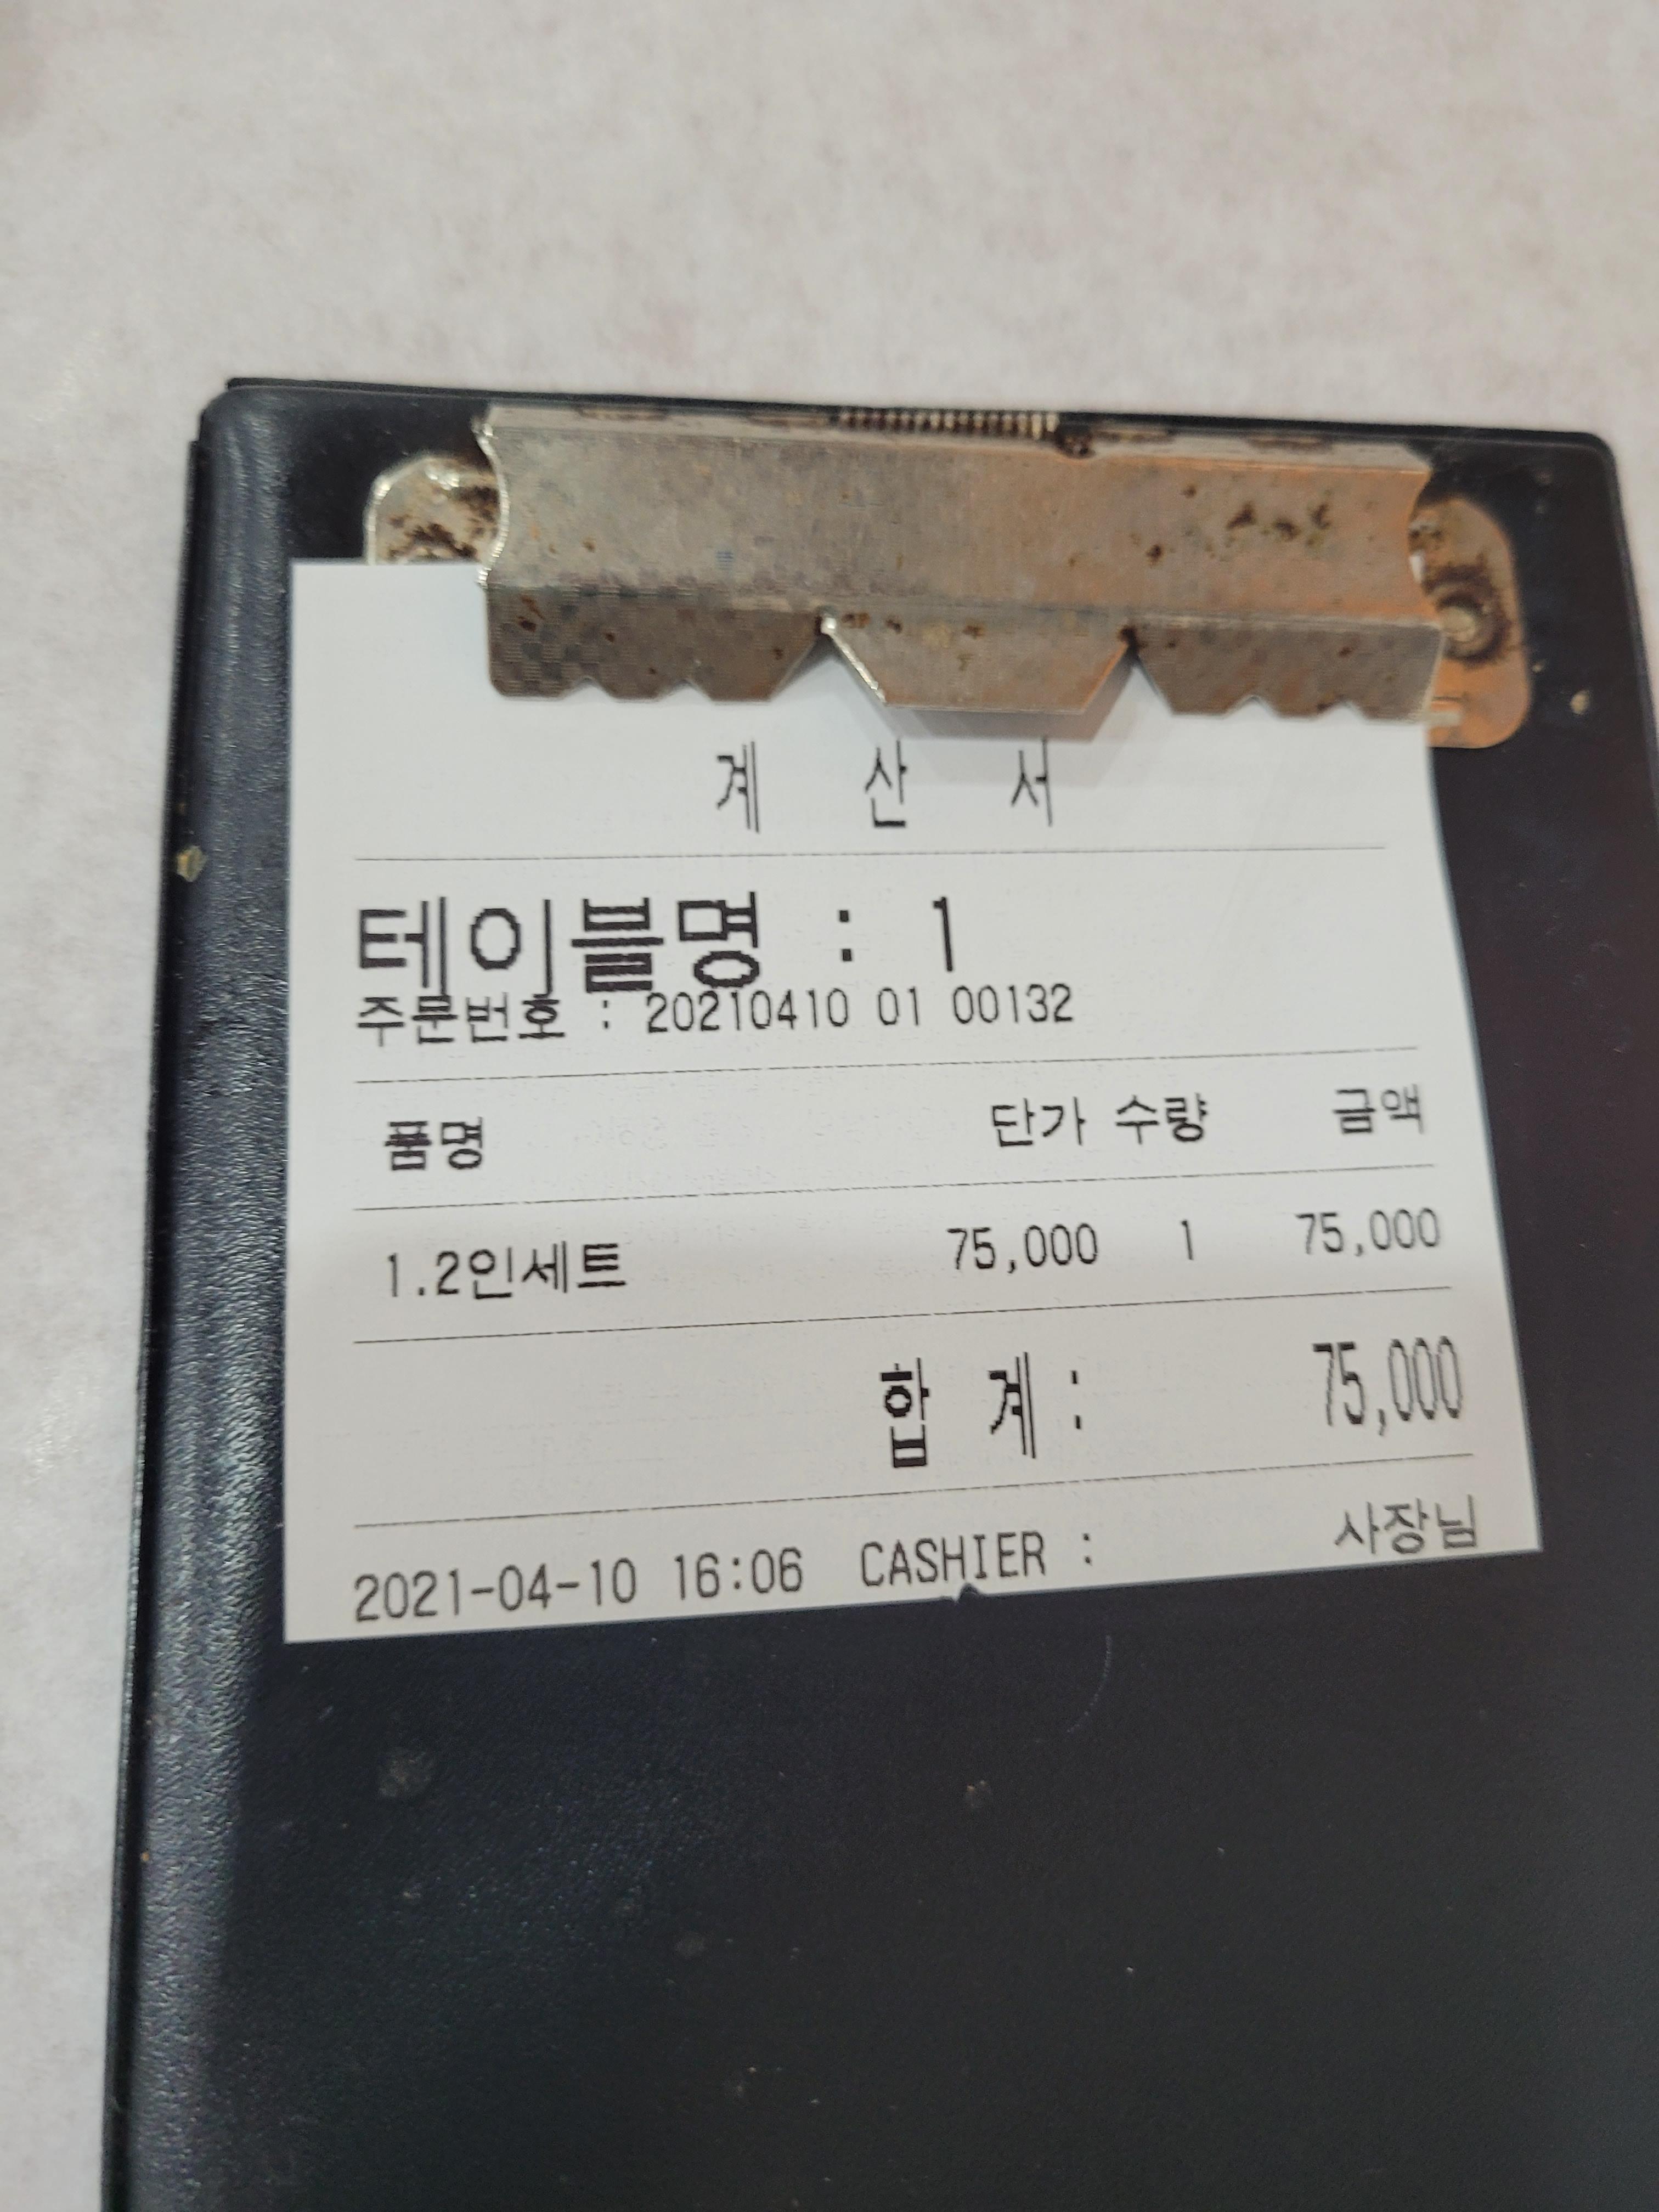 계 산 서
테이블명 : 1
주문번호 : 20210410 01 00132
품명 단가 수량 금액
1.2인세트 75,000 1 75,000
합 계 : 75,000
2021-04-10 16:06 CASHIER : 사장님